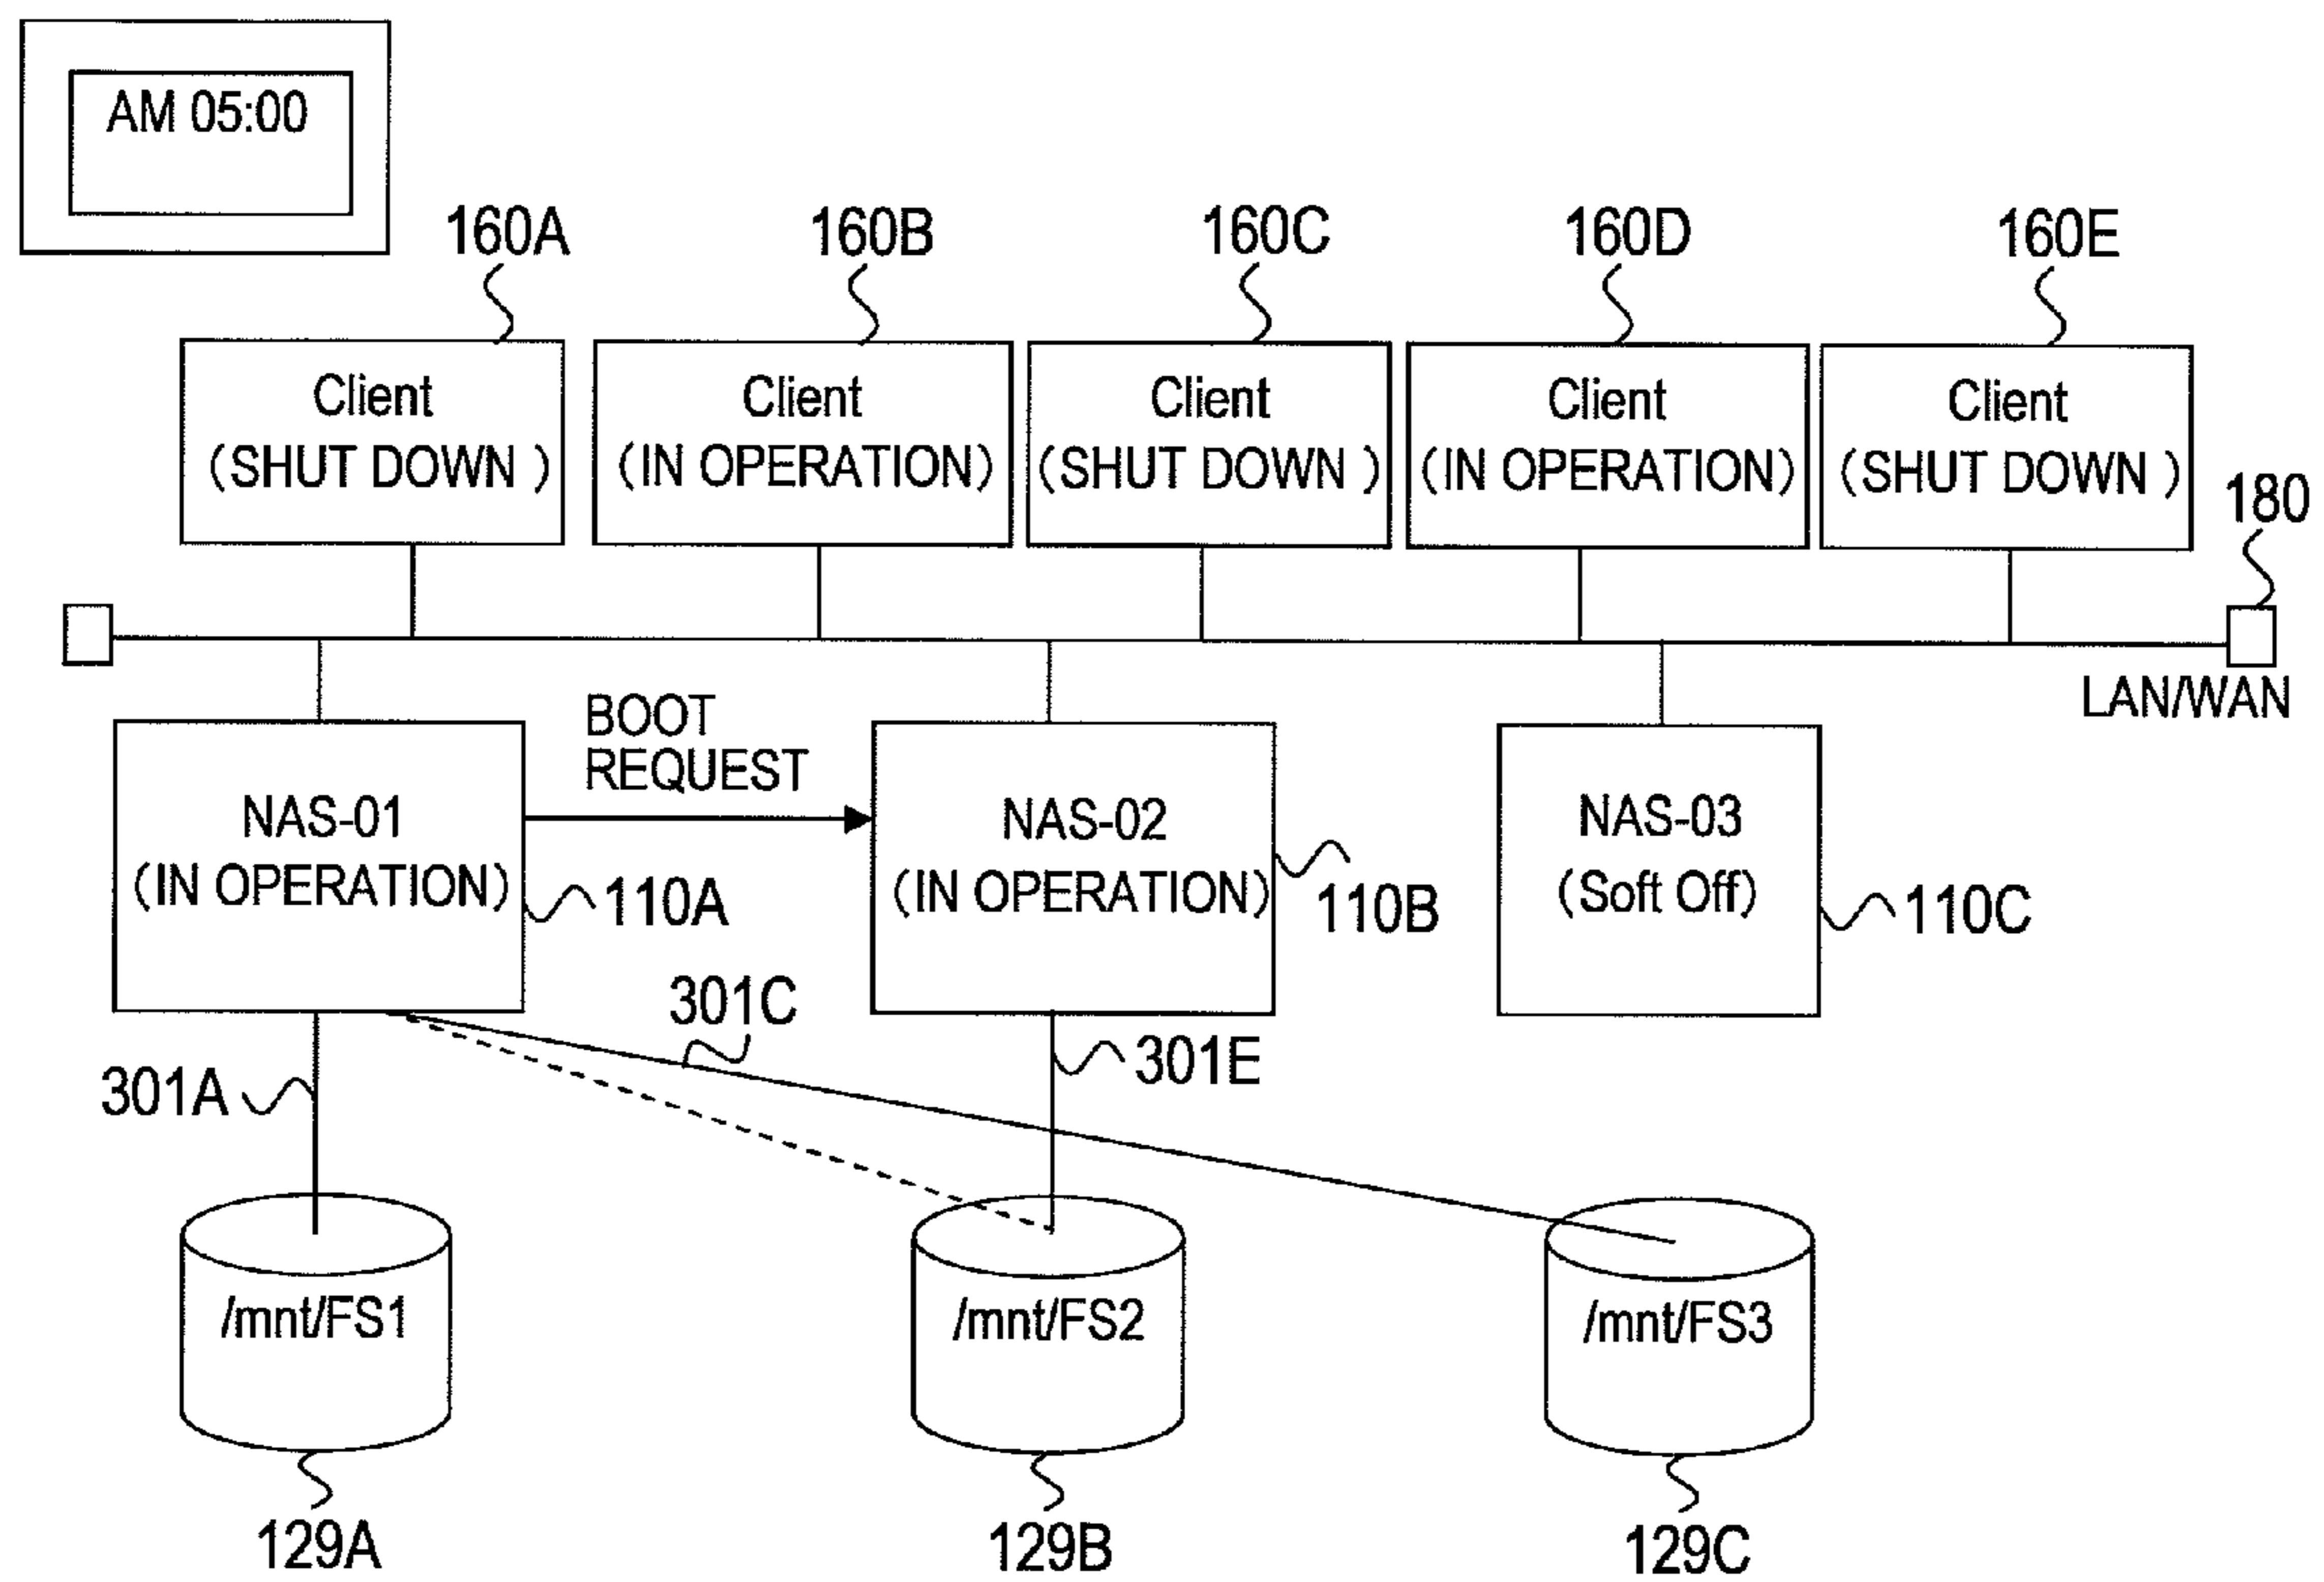 AM 05:00
160A
160B
160C
160D
160E
Client
(SHUT DOWN )
Client
(IN OPERATION)
Client
(SHUT DOWN )
Client
(IN OPERATION)
Client
(SHUT DOWN )
180
LAN/WAN
BOOT
REQUEST
NAS-01
(IN OPERATION)
110A
NAS-02
(IN OPERATION)
110B
NAS-03
(Soft Off)
110C
301C
301A
301E
/mnt/FS1
/mnt/FS2
/mnt/FS3
129A
129B
129C